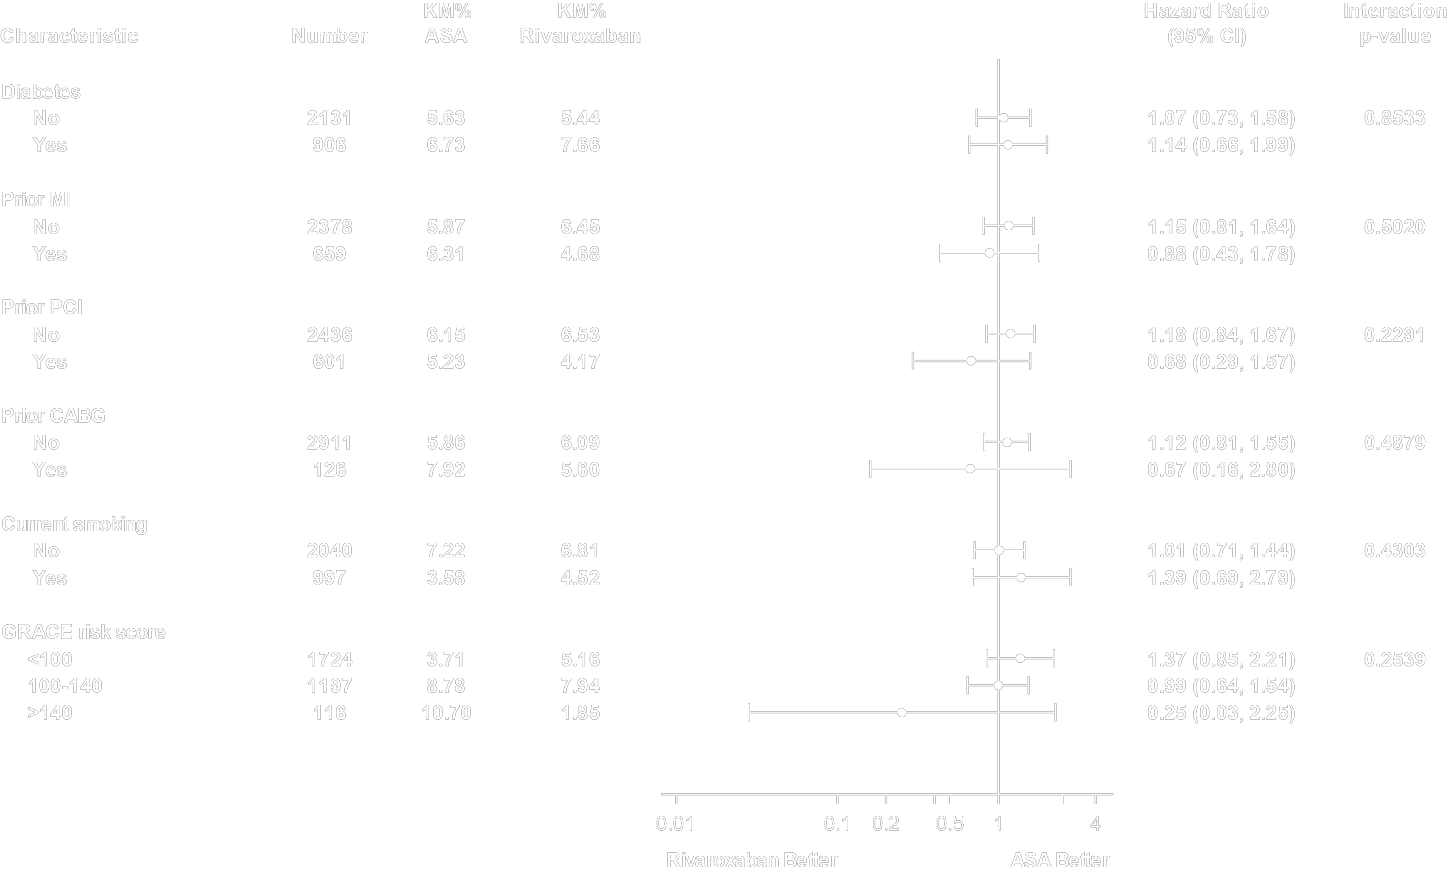 KM% KM% Hazard Ratio Interaction
Characteristic Number ASA Rivaroxaban (95% CI) p-value
Diabetes
No 2131 5.63 5.44 1.07 (0.73, 1.58) 0.8533
Yes 906 6.73 7.66 1.14 (0.66, 1.99)
Prior MI
No 2378 5.87 6.45 1.15 (0.81, 1.64) 0.5020
Yes 659 6.31 4.68 0.88 (0.43, 1.78)
Prior PCI
No 2436 6.15 6.53 1.18 (0.84, 1.67) 0.2291
Yes 601 5.23 4.17 0.68 (0.29, 1.57)
Prior CABG
No 2911 5.86 6.09 1.12 (0.81, 1.55) 0.4879
Yes 126 7.92 5.60 0.67 (0.16, 2.80)
Current smoking
No 2040 7.22 6.81 1.01 (0.71, 1.44) 0.4303
Yes 997 3.58 4.52 1.39 (0.69, 2.79)
GRACE risk score
<100 1724 3.71 5.16 1.37 (0.85, 2.21) 0.2539
100-140 1197 8.78 7.94 0.99 (0.64, 1.54)
>140 116 10.70 1.85 0.25 (0.03, 2.25)
0.01 0.1 0.2 0.5 1 4
Rivaroxaban Better ASA Better